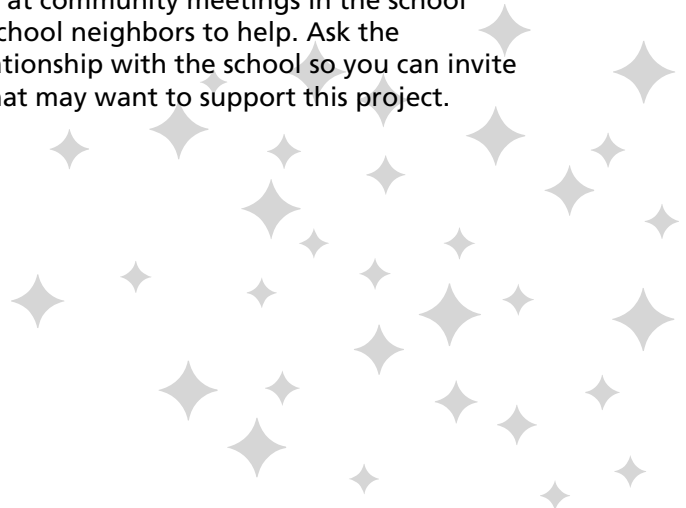 at community meetings in the school
chool neighbors to help. Ask the
ationship with the school so you can invite
hat may want to support this project.